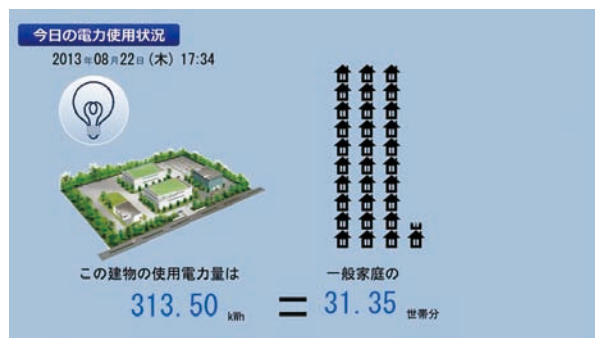 今日の電力使用状況
2013年08月22日(木) 17:34
この建物の使用電力量は
313.50 kWh
=
一般家庭の
31.35 世帯分